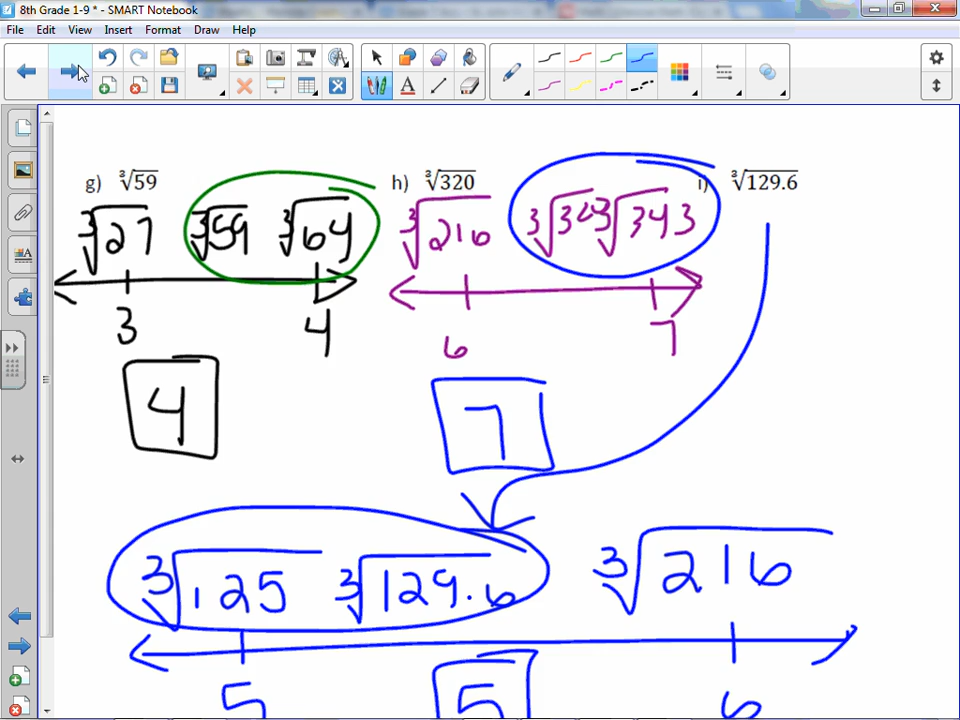 8th Grade 1-9 * - SMART Notebook
File Edit View Insert Format Draw Help
g) ∛59 h) ∛320 i) ∛129.6
∛27 ∛59 ∛64 ∛216 ∛343
3 4 6 7
4
7
∛125 ∛129.6 ∛216
5 5 6